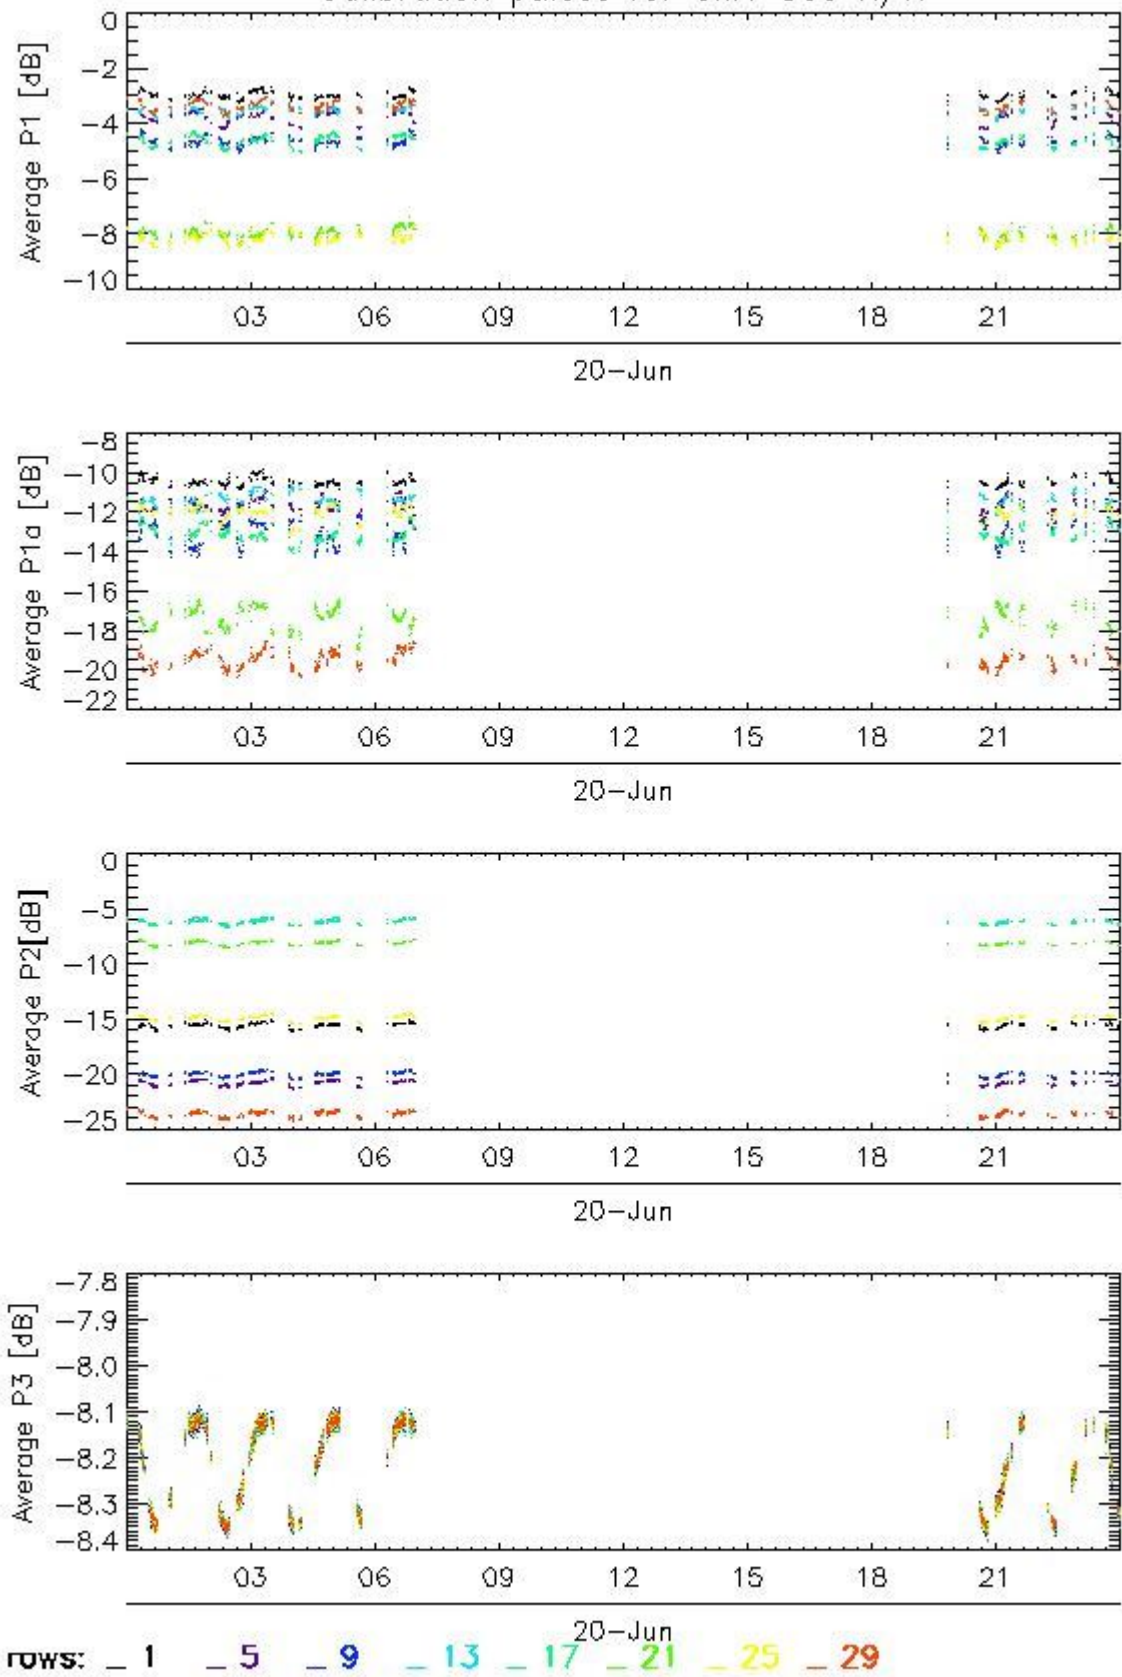 0
−2
−4
−6
−8
−10
Average P1 [dB]
03 06 09 12 15 18 21
20−Jun
−8
−10
−12
−14
−16
−18
−20
−22
Average P1a [dB]
03 06 09 12 15 18 21
20−Jun
0
−5
−10
−15
−20
−25
Average P2[dB]
03 06 09 12 15 18 21
20−Jun
−7.8
−7.9
−8.0
−8.1
−8.2
−8.3
−8.4
Average P3 [dB]
03 06 09 12 15 18 21
20−Jun
rows: _ 1 _ 5 _ 9 _ 13 _ 17 _ 21 _ 25 _ 29